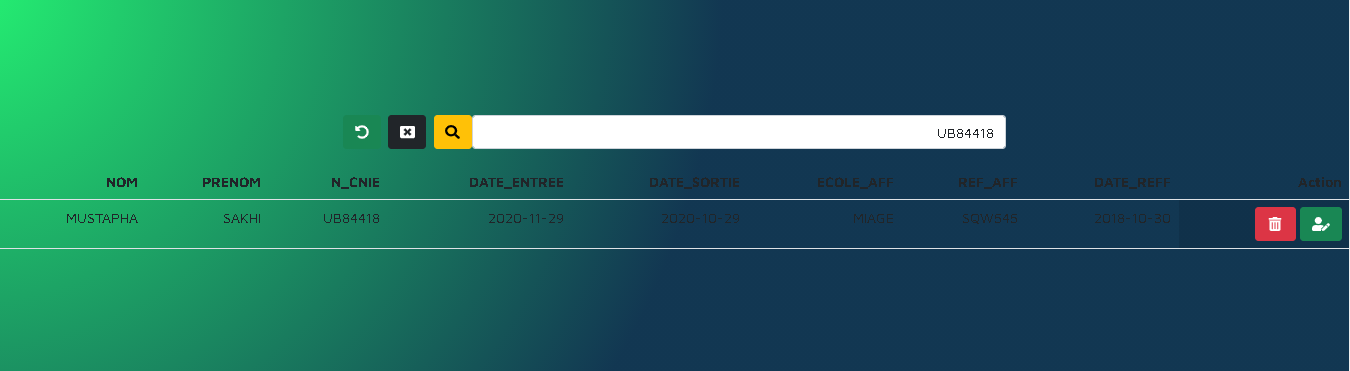 UB84418
NOM PRENOM N_CNIE DATE_ENTREE DATE_SORTIE ECOLE_AFF REF_AFF DATE_REFF Action
MUSTAPHA SAKHI UB84418 2020-11-29 2020-10-29 MIAGE SQW545 2018-10-30